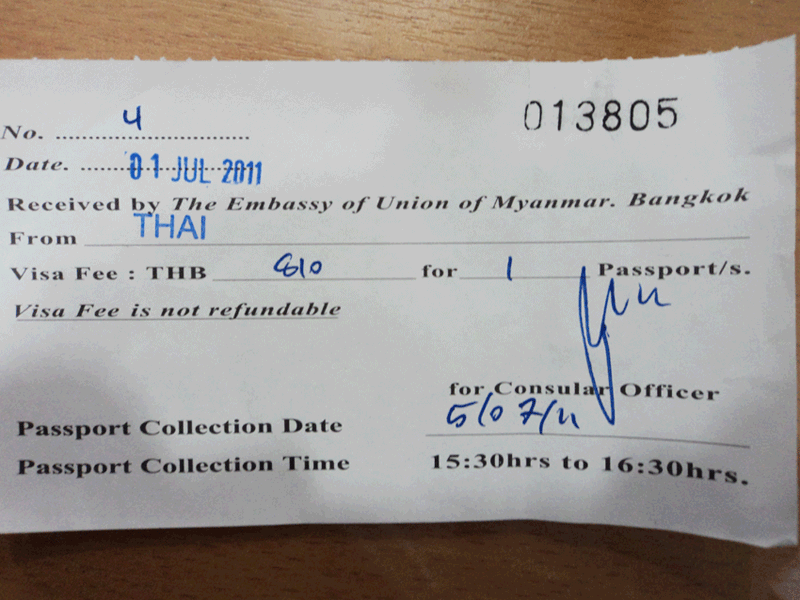 013805
No. .................... 4
Date. .................... 01 JUL 2011
Received by The Embassy of Union of Myanmar. Bangkok
From THAI
Visa Fee : THB 810 for 1 Passport/s.
Visa Fee is not refundable
for Consular Officer
Passport Collection Date 5/07/11
Passport Collection Time 15:30hrs to 16:30hrs.